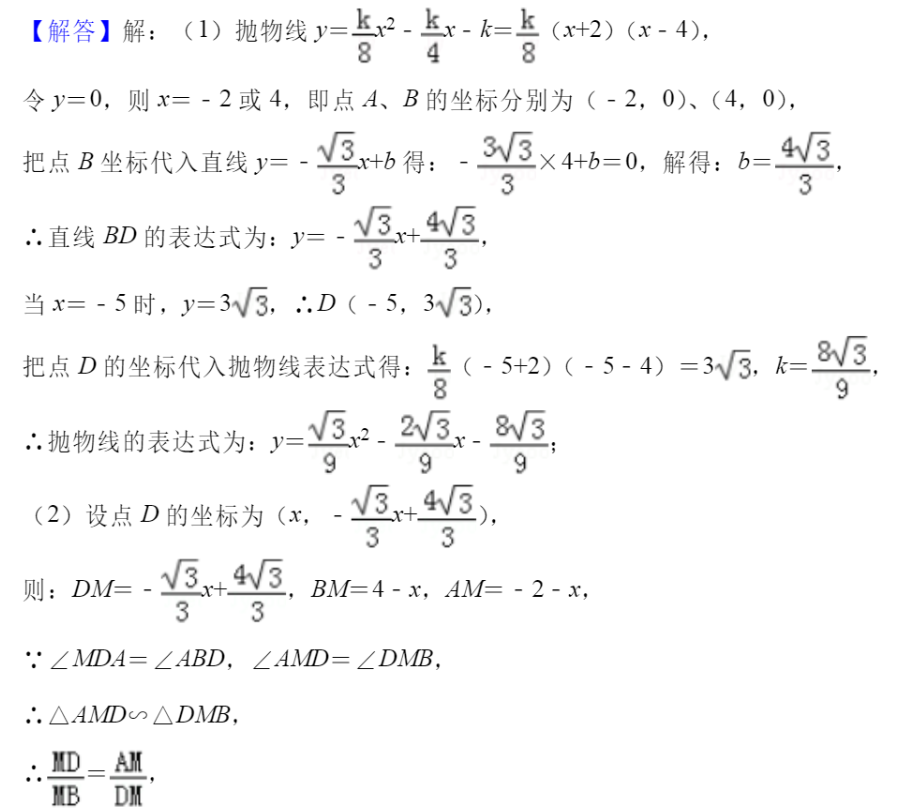 【解答】解：（1）抛物线 y=k/8x²﹣k/4x﹣k=k/8（x+2）（x﹣4），
令 y=0，则 x=﹣2 或 4，即点 A、B 的坐标分别为（﹣2，0）、（4，0），
把点 B 坐标代入直线 y=﹣√3/3x+b 得：﹣3√3/3×4+b=0，解得：b=4√3/3，
∴直线 BD 的表达式为：y=﹣√3/3x+4√3/3，
当 x=﹣5 时，y=3√3，∴D（﹣5，3√3），
把点 D 的坐标代入抛物线表达式得：k/8（﹣5+2）（﹣5﹣4）=3√3，k=8√3/9，
∴抛物线的表达式为：y=√3/9x²﹣2√3/9x﹣8√3/9；
（2）设点 D 的坐标为（x，﹣√3/3x+4√3/3），
则：DM=﹣√3/3x+4√3/3，BM=4﹣x，AM=﹣2﹣x，
∵∠MDA=∠ABD，∠AMD=∠DMB，
∴△AMD∽△DMB，
∴MD/MB=AM/DM，